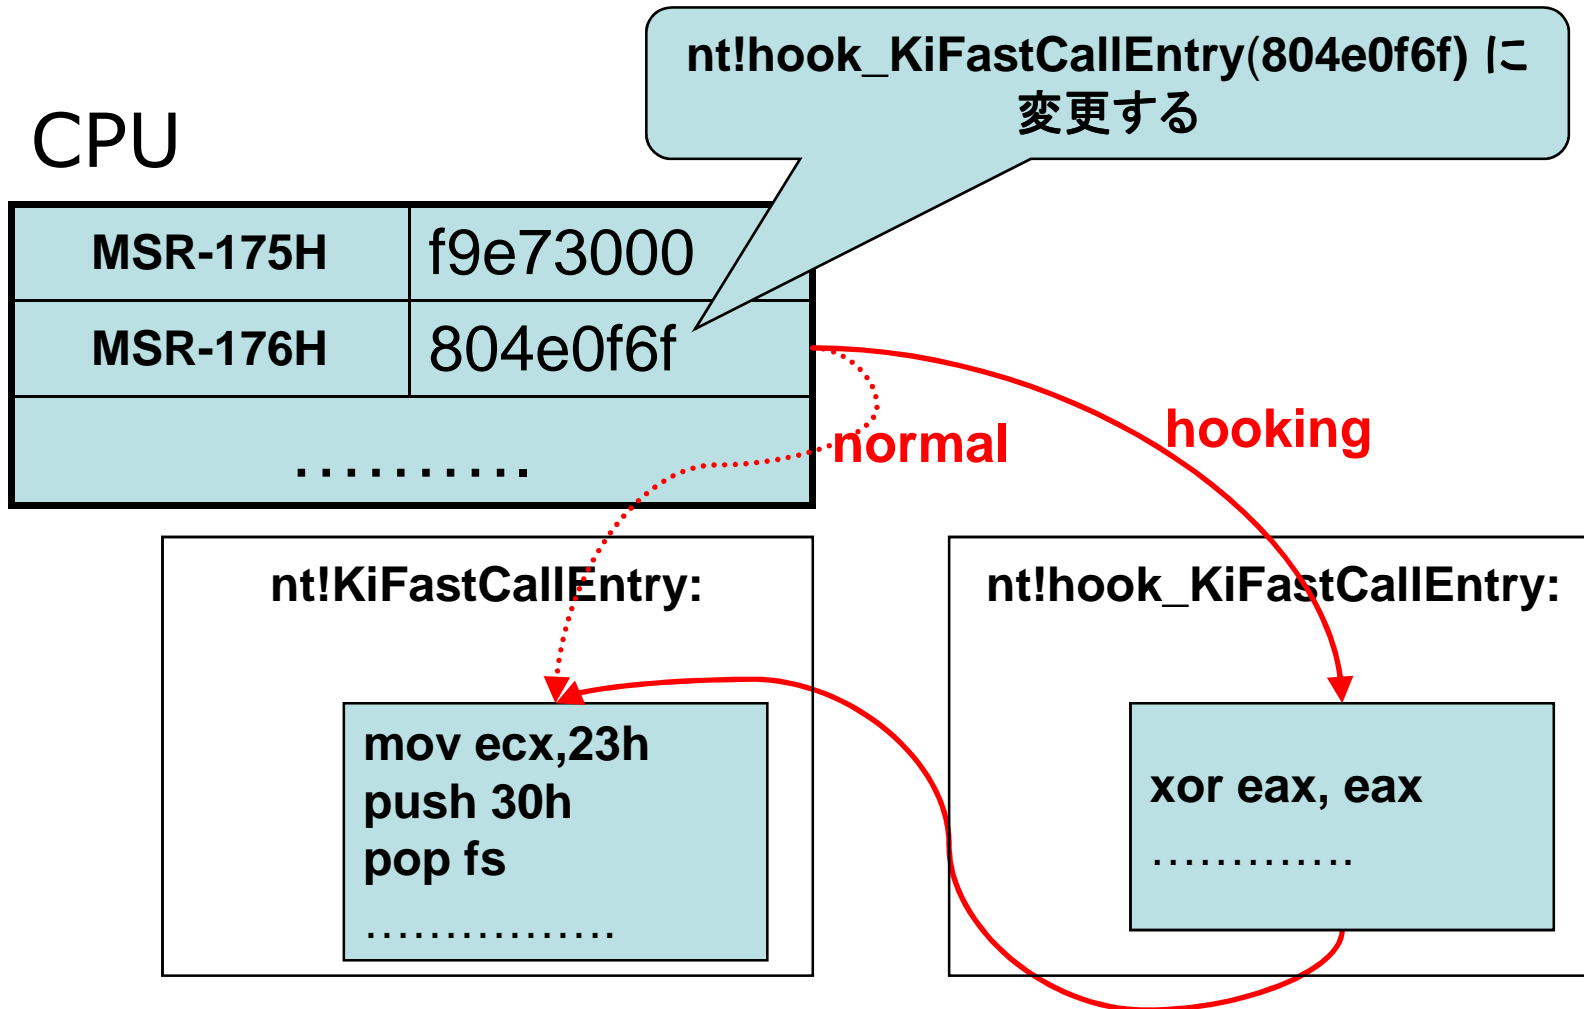 nt!hook_KiFastCallEntry(804e0f6f) に
変更する
CPU
MSR-175H f9e73000
MSR-176H 804e0f6f
..........
normal
hooking
nt!KiFastCallEntry:
mov ecx,23h
push 30h
pop fs
................
nt!hook_KiFastCallEntry:
xor eax, eax
.............